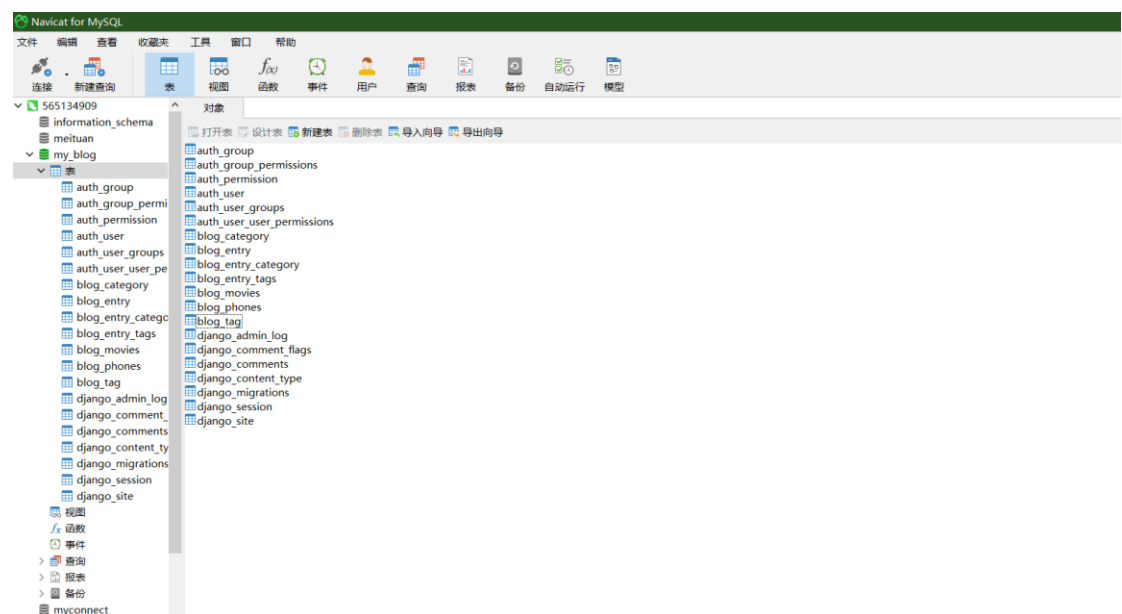 Navicat for MySQL
文件 编辑 查看 收藏夹 工具 窗口 帮助
连接 新建查询 表 视图 函数 事件 用户 查询 报表 备份 自动运行 模型
565134909
information_schema
meituan
my_blog
表
auth_group
auth_group_permi
auth_permission
auth_user
auth_user_groups
auth_user_user_pe
blog_category
blog_entry
blog_entry_catego
blog_entry_tags
blog_movies
blog_phones
blog_tag
django_admin_log
django_comment_
django_comments
django_content_ty
django_migrations
django_session
django_site
视图
函数
事件
查询
报表
备份
myconnect
对象
打开表 设计表 新建表 删除表 导入向导 导出向导
auth_group
auth_group_permissions
auth_permission
auth_user
auth_user_groups
auth_user_user_permissions
blog_category
blog_entry
blog_entry_category
blog_entry_tags
blog_movies
blog_phones
blog_tag
django_admin_log
django_comment_flags
django_comments
django_content_type
django_migrations
django_session
django_site